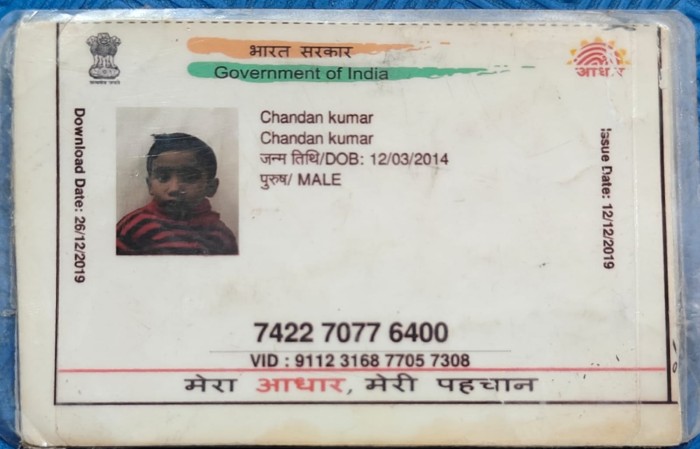 भारत सरकार
Government of India
आधार
Download Date: 26/12/2019
Chandan kumar
Chandan kumar
जन्म तिथि/DOB: 12/03/2014
पुरुष/ MALE
Issue Date: 12/12/2019
7422 7077 6400
VID : 9112 3168 7705 7308
मेरा आधार, मेरी पहचान